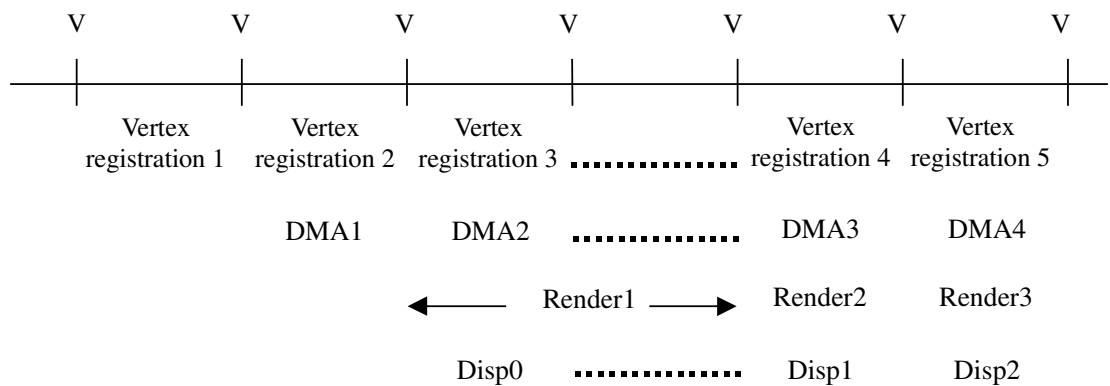 V V V V V V V
Vertex registration 1 Vertex registration 2 Vertex registration 3 Vertex registration 4 Vertex registration 5
DMA1 DMA2 DMA3 DMA4
Render1 Render2 Render3
Disp0 Disp1 Disp2